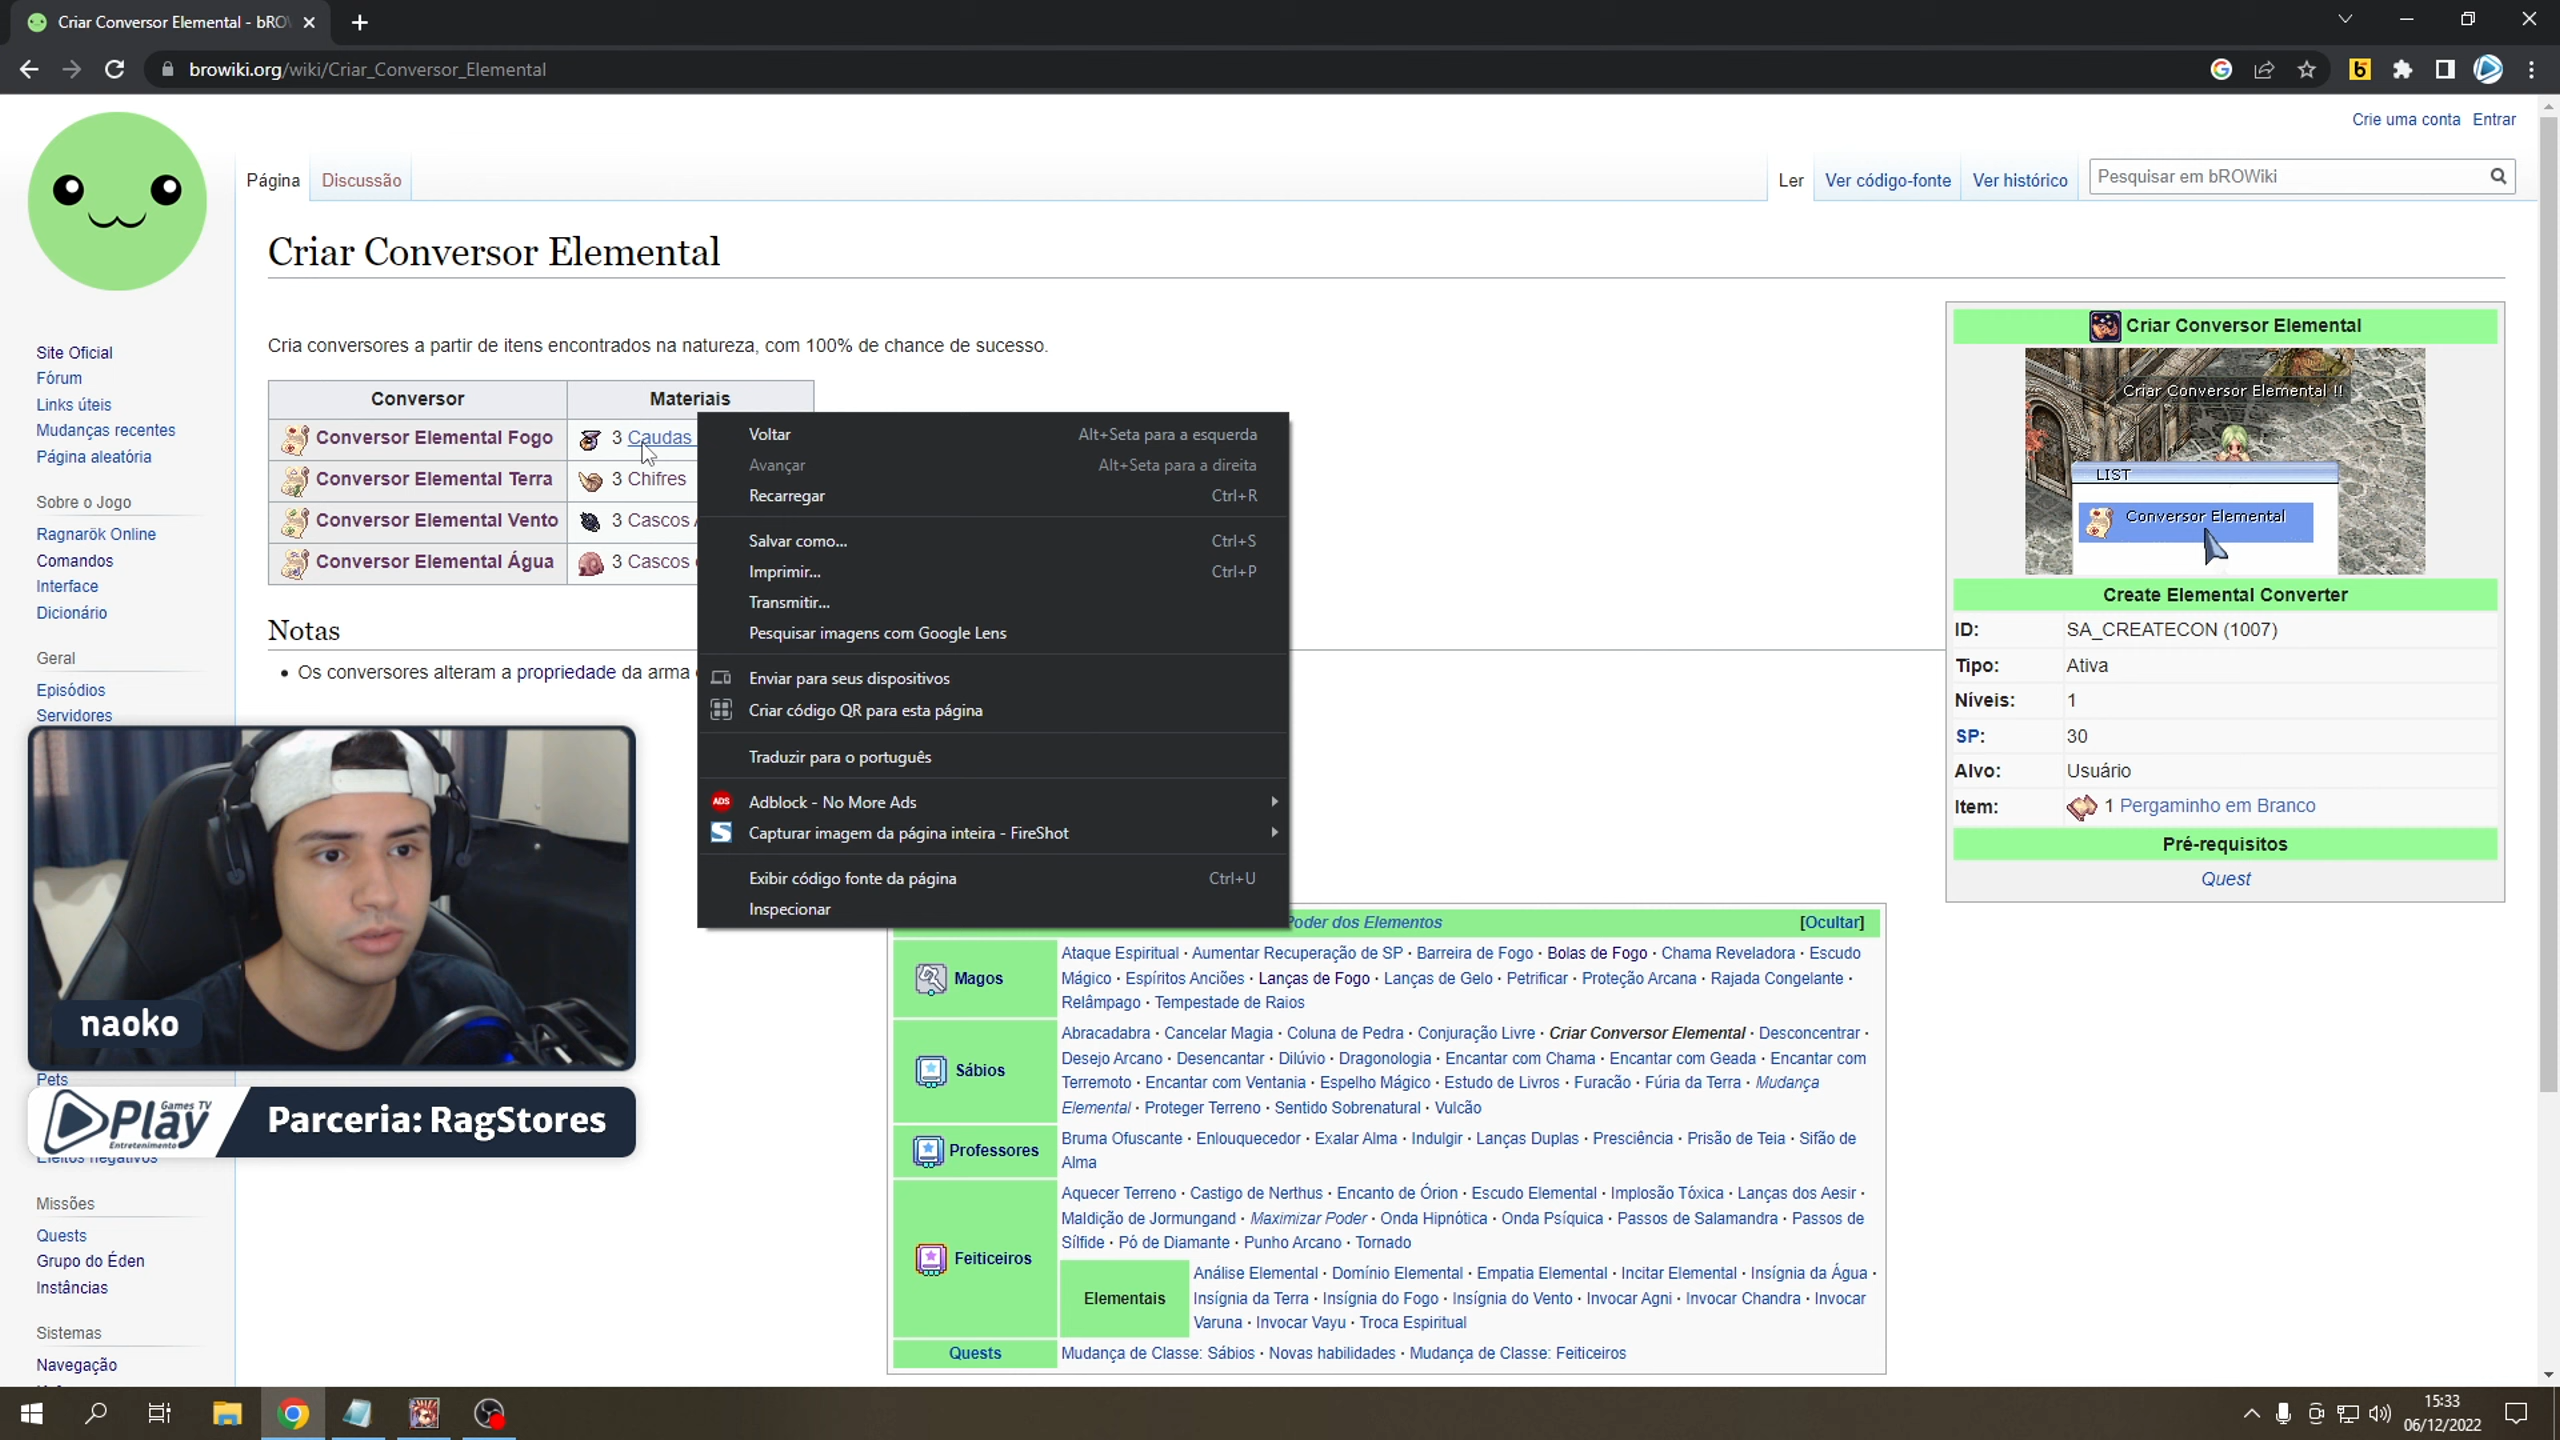 Criar Conversor Elemental - bRO
browiki.org/wiki/Criar_Conversor_Elemental
Crie uma conta Entrar
Página Discussão
Ler Ver código-fonte Ver histórico Pesquisar em bROWiki
Criar Conversor Elemental
Cria conversores a partir de itens encontrados na natureza, com 100% de chance de sucesso.
Conversor Materiais
Conversor Elemental Fogo 3 Caudas
Conversor Elemental Terra 3 Chifres
Conversor Elemental Vento 3 Cascos
Conversor Elemental Água 3 Cascos
Notas
Os conversores alteram a propriedade da arma
Voltar Alt+Seta para a esquerda
Avançar Alt+Seta para a direita
Recarregar Ctrl+R
Salvar como... Ctrl+S
Imprimir... Ctrl+P
Transmitir...
Pesquisar imagens com Google Lens
Enviar para seus dispositivos
Criar código QR para esta página
Traduzir para o português
ADS Adblock - No More Ads
S Capturar imagem da página inteira - FireShot
Exibir código fonte da página Ctrl+U
Inspecionar
Criar Conversor Elemental
Criar Conversor Elemental !!
LIST
Conversor Elemental
Create Elemental Converter
ID: SA_CREATECON (1007)
Tipo: Ativa
Níveis: 1
SP: 30
Alvo: Usuário
Item: 1 Pergaminho em Branco
Pré-requisitos
Quest
Site Oficial
Fórum
Links úteis
Mudanças recentes
Página aleatória
Sobre o Jogo
Ragnarök Online
Comandos
Interface
Dicionário
Geral
Episódios
Servidores
naoko
Pets
Play
Games TV
Entretenimento
Parceria: RagStores
Efeitos negativos
Missões
Quests
Grupo do Éden
Instâncias
Sistemas
Navegação
Poder dos Elementos [Ocultar]
Magos
Ataque Espiritual · Aumentar Recuperação de SP · Barreira de Fogo · Bolas de Fogo · Chama Reveladora · Escudo
Mágico · Espíritos Anciões · Lanças de Fogo · Lanças de Gelo · Petrificar · Proteção Arcana · Rajada Congelante ·
Relâmpago · Tempestade de Raios
Sábios
Abracadabra · Cancelar Magia · Coluna de Pedra · Conjuração Livre · Criar Conversor Elemental · Desconcentrar ·
Desejo Arcano · Desencantar · Dilúvio · Dragonologia · Encantar com Chama · Encantar com Geada · Encantar com
Terremoto · Encantar com Ventania · Espelho Mágico · Estudo de Livros · Furacão · Fúria da Terra · Mudança
Elemental · Proteger Terreno · Sentido Sobrenatural · Vulcão
Professores
Bruma Ofuscante · Enlouquecedor · Exalar Alma · Indulgir · Lanças Duplas · Presciência · Prisão de Teia · Sifão de
Alma
Feiticeiros
Aquecer Terreno · Castigo de Nerthus · Encanto de Órion · Escudo Elemental · Implosão Tóxica · Lanças dos Aesir ·
Maldição de Jormungand · Maximizar Poder · Onda Hipnótica · Onda Psíquica · Passos de Salamandra · Passos de
Sílfide · Pó de Diamante · Punho Arcano · Tornado
Elementais
Análise Elemental · Domínio Elemental · Empatia Elemental · Incitar Elemental · Insígnia da Água ·
Insígnia da Terra · Insígnia do Fogo · Insígnia do Vento · Invocar Agni · Invocar Chandra · Invocar
Varuna · Invocar Vayu · Troca Espiritual
Quests Mudança de Classe: Sábios · Novas habilidades · Mudança de Classe: Feiticeiros
15:33
06/12/2022